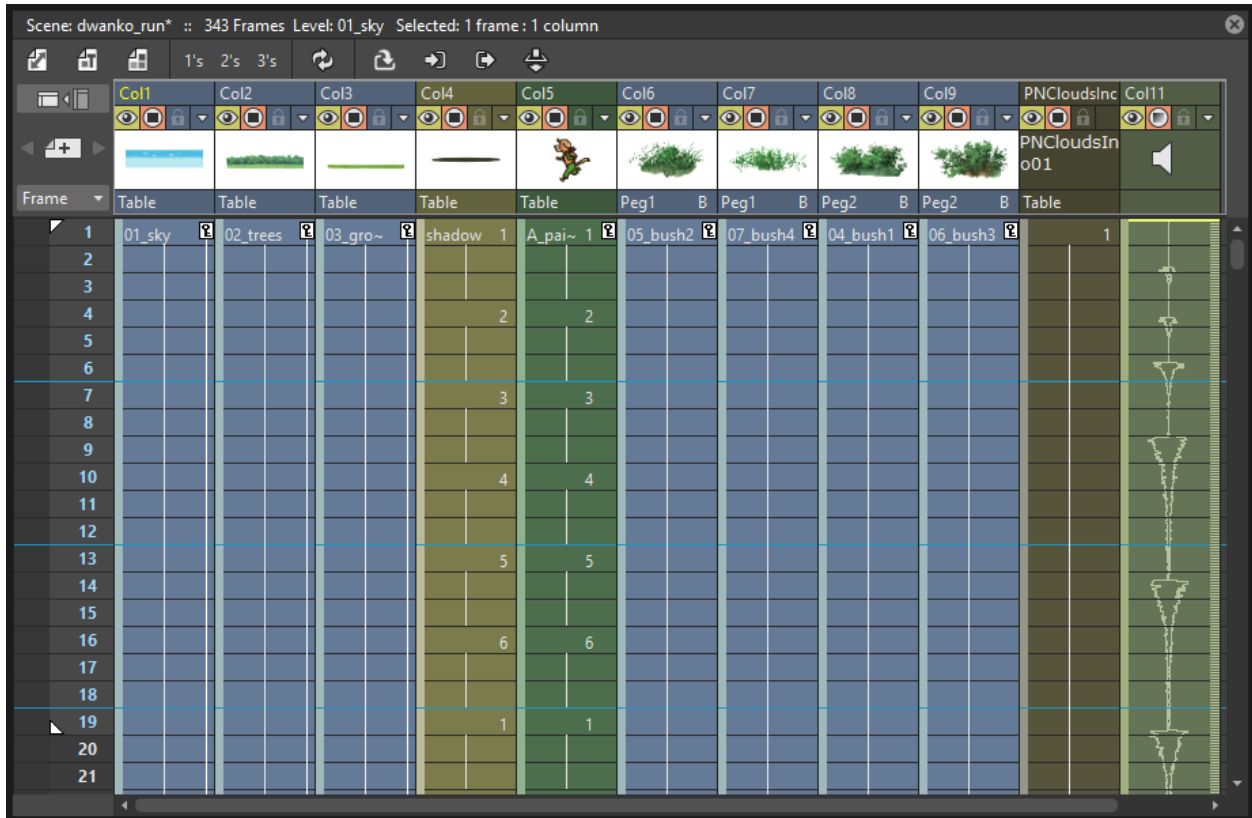 Scene: dwanko_run* :: 343 Frames Level: 01_sky Selected: 1 frame : 1 column
1's 2's 3's
Col1 Col2 Col3 Col4 Col5 Col6 Col7 Col8 Col9 PNCloudsInc Col11
PNCloudsIn
o01
Frame Table Table Table Table Table Peg1 B Peg1 B Peg2 B Peg2 B Table
1 01_sky 02_trees 03_gro~ shadow 1 A_pai~ 1 05_bush2 07_bush4 04_bush1 06_bush3 1
2
3
4 2 2
5
6
7 3 3
8
9
10 4 4
11
12
13 5 5
14
15
16 6 6
17
18
19 1 1
20
21